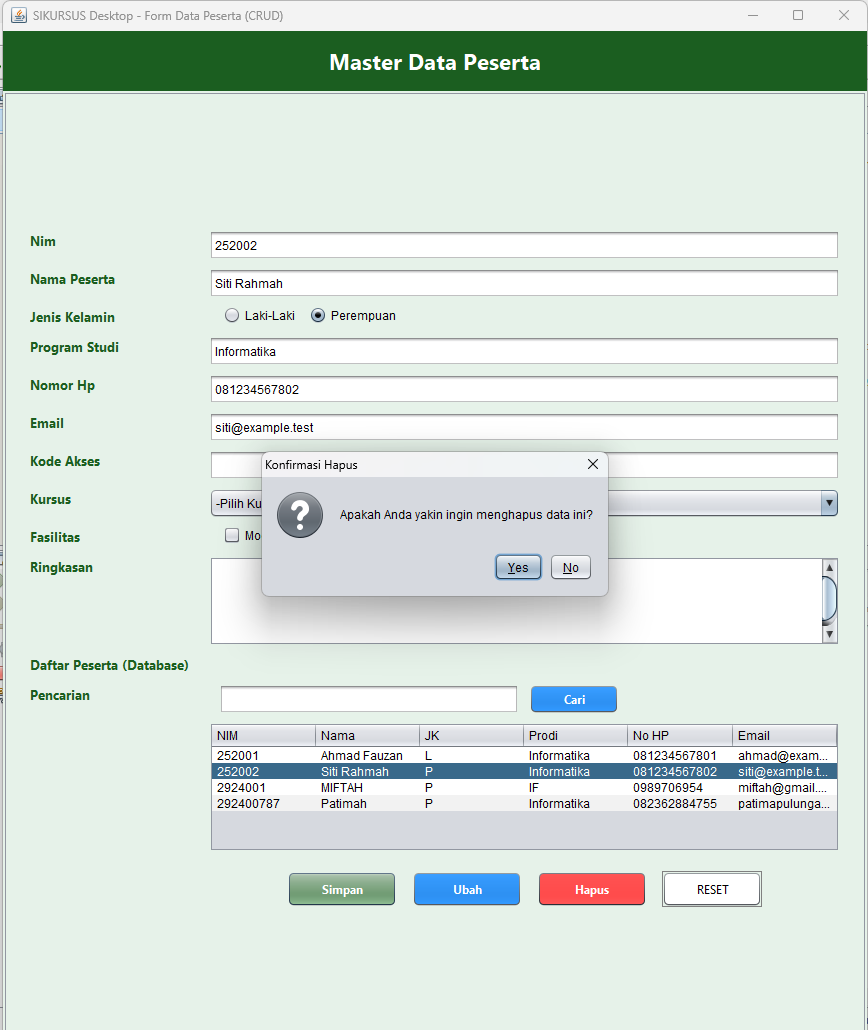 SIKURSUS Desktop - Form Data Peserta (CRUD)
Master Data Peserta
Nim 252002
Nama Peserta Siti Rahmah
Jenis Kelamin Laki-Laki Perempuan
Program Studi Informatika
Nomor Hp 081234567802
Email siti@example.test
Kode Akses
Konfirmasi Hapus
Kursus -Pilih Ku
Apakah Anda yakin ingin menghapus data ini?
Fasilitas Mo
Yes No
Ringkasan
Daftar Peserta (Database)
Pencarian Cari
NIM Nama JK Prodi No HP Email
252001 Ahmad Fauzan L Informatika 081234567801 ahmad@exam...
252002 Siti Rahmah P Informatika 081234567802 siti@example.t...
2924001 MIFTAH P IF 0989706954 miftah@gmail....
292400787 Patimah P Informatika 082362884755 patimapulunga...
Simpan Ubah Hapus RESET